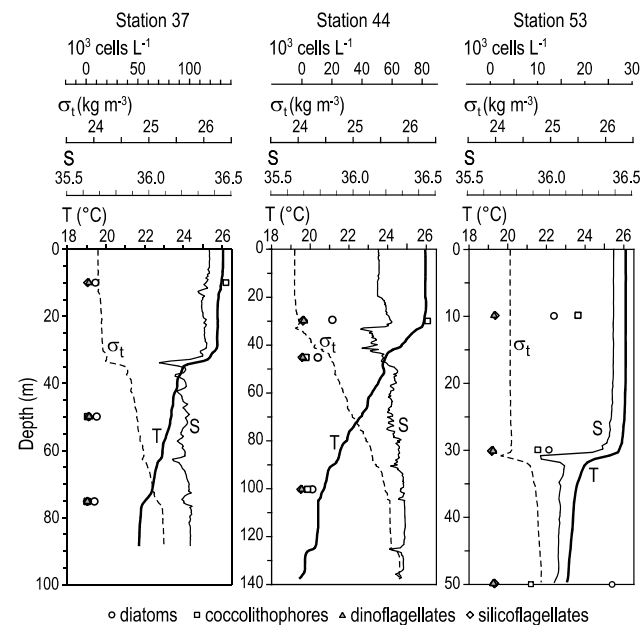 Station 37 Station 44 Station 53
10³ cells L⁻¹ 10³ cells L⁻¹ 10³ cells L⁻¹
0 50 100 0 20 40 60 80 0 10 20 30
σt(kg m⁻³) σt(kg m⁻³) σt(kg m⁻³)
24 25 26 24 25 26 24 25 26
S S S
35.5 36.0 36.5 35.5 36.0 36.5 35.5 36.0 36.5
T (°C) T (°C) T (°C)
18 20 22 24 26 18 20 22 24 26 18 20 22 24 26
0 0 0
20 20 10
40 40 20
60 60 30
80 80 40
100 100 50
120
140
Depth (m)
σt T S
σt T S
σt S T
diatoms coccolithophores dinoflagellates silicoflagellates